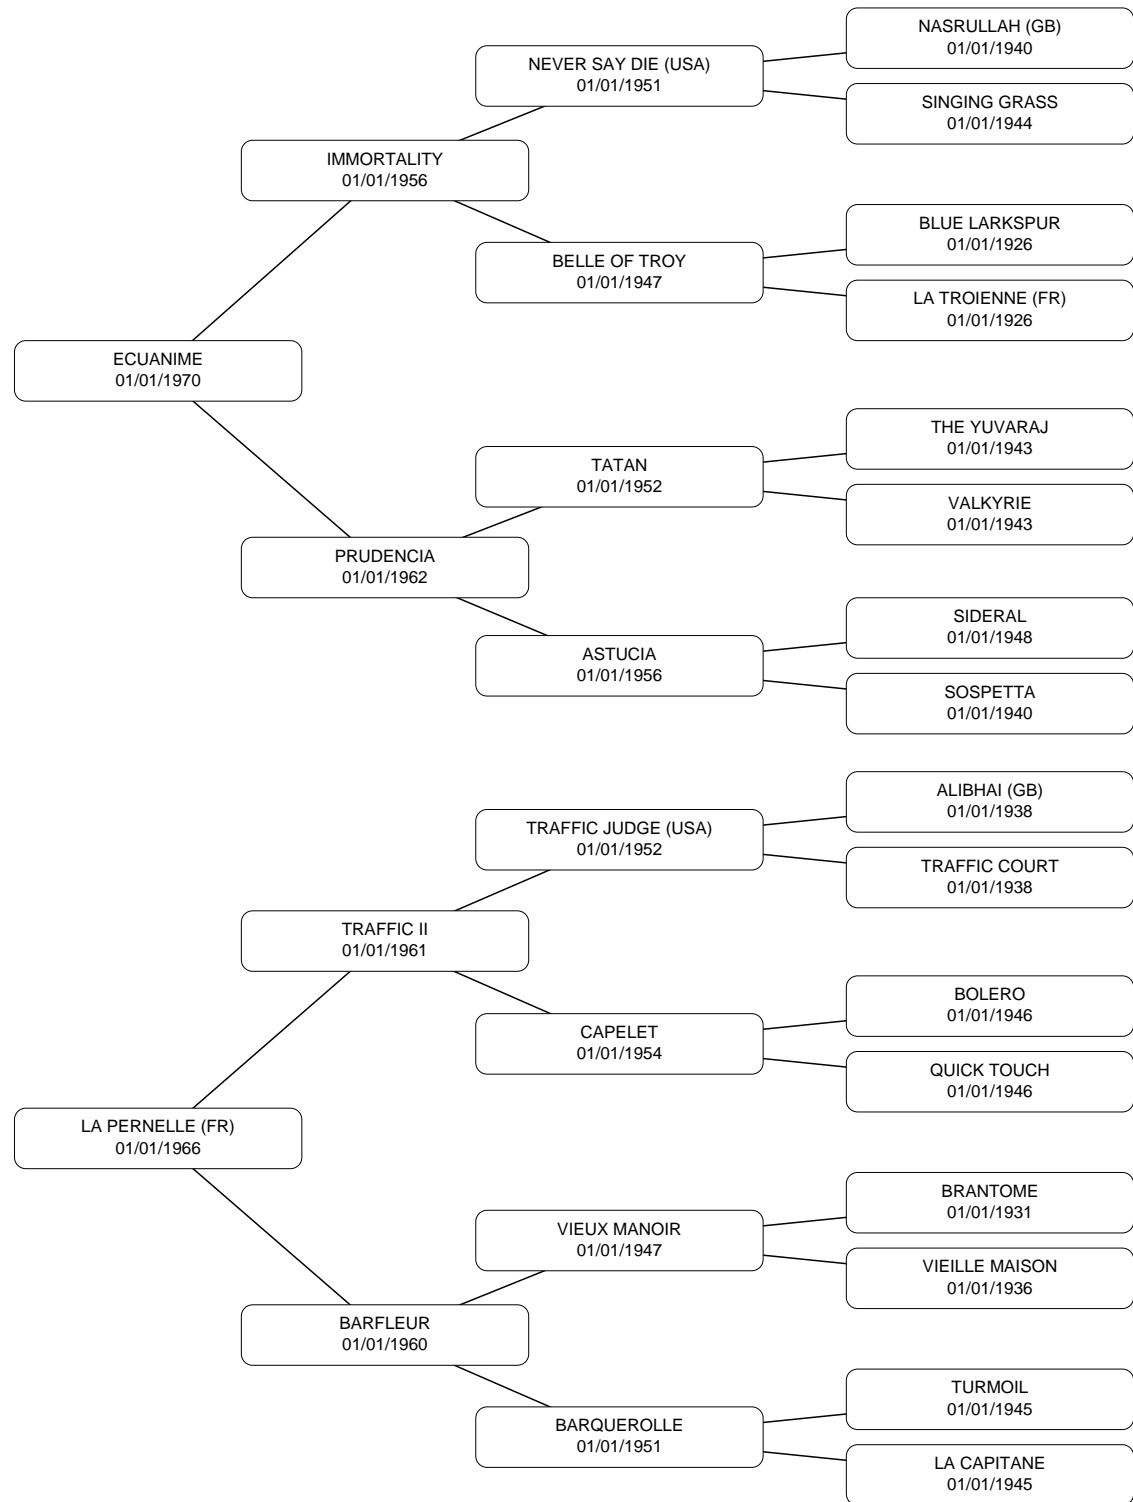 NASRULLAH (GB)
01/01/1940
NEVER SAY DIE (USA)
01/01/1951
SINGING GRASS
01/01/1944
IMMORTALITY
01/01/1956
BLUE LARKSPUR
01/01/1926
BELLE OF TROY
01/01/1947
LA TROIENNE (FR)
01/01/1926
ECUANIME
01/01/1970
THE YUVARAJ
01/01/1943
TATAN
01/01/1952
VALKYRIE
01/01/1943
PRUDENCIA
01/01/1962
SIDERAL
01/01/1948
ASTUCIA
01/01/1956
SOSPETTA
01/01/1940
ALIBHAI (GB)
01/01/1938
TRAFFIC JUDGE (USA)
01/01/1952
TRAFFIC COURT
01/01/1938
TRAFFIC II
01/01/1961
BOLERO
01/01/1946
CAPELET
01/01/1954
QUICK TOUCH
01/01/1946
LA PERNELLE (FR)
01/01/1966
BRANTOME
01/01/1931
VIEUX MANOIR
01/01/1947
VIEILLE MAISON
01/01/1936
BARFLEUR
01/01/1960
TURMOIL
01/01/1945
BARQUEROLLE
01/01/1951
LA CAPITANE
01/01/1945